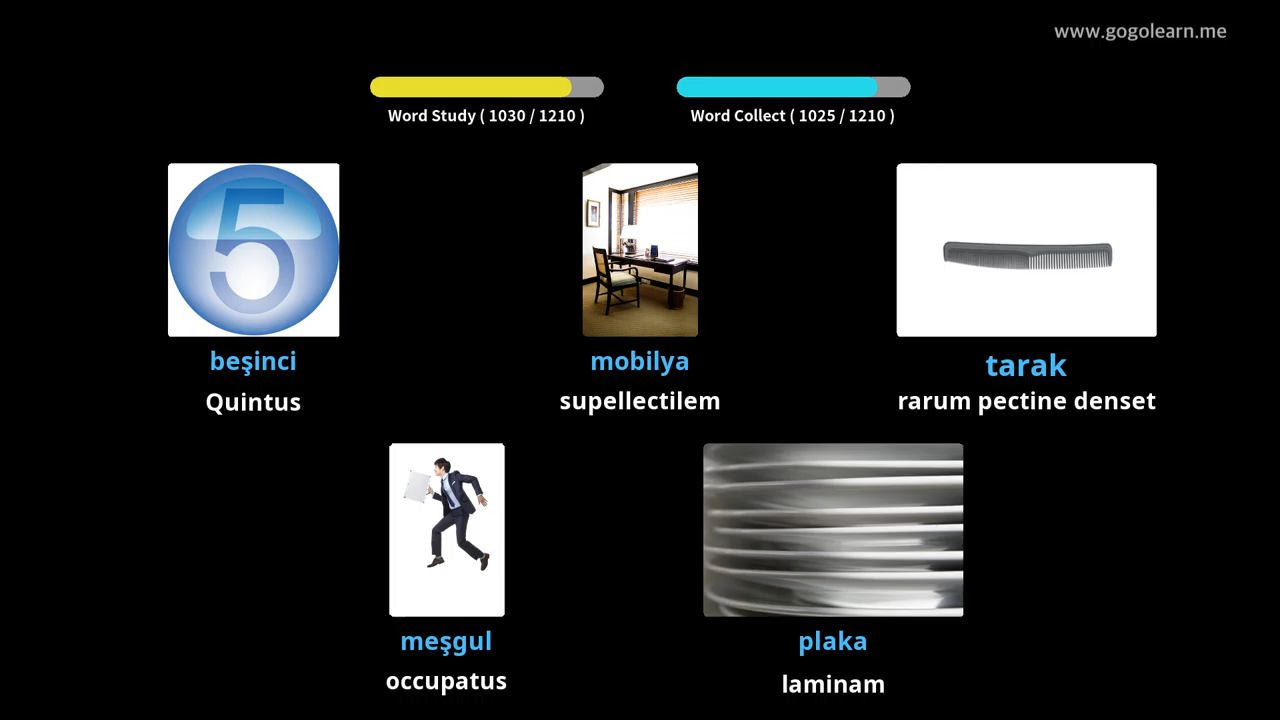 www.gogolearn.me
Word Study ( 1030 / 1210 )
Word Collect ( 1025 / 1210 )
5
beşinci
Quintus
mobilya
supellectilem
tarak
rarum pectine denset
meşgul
occupatus
plaka
laminam